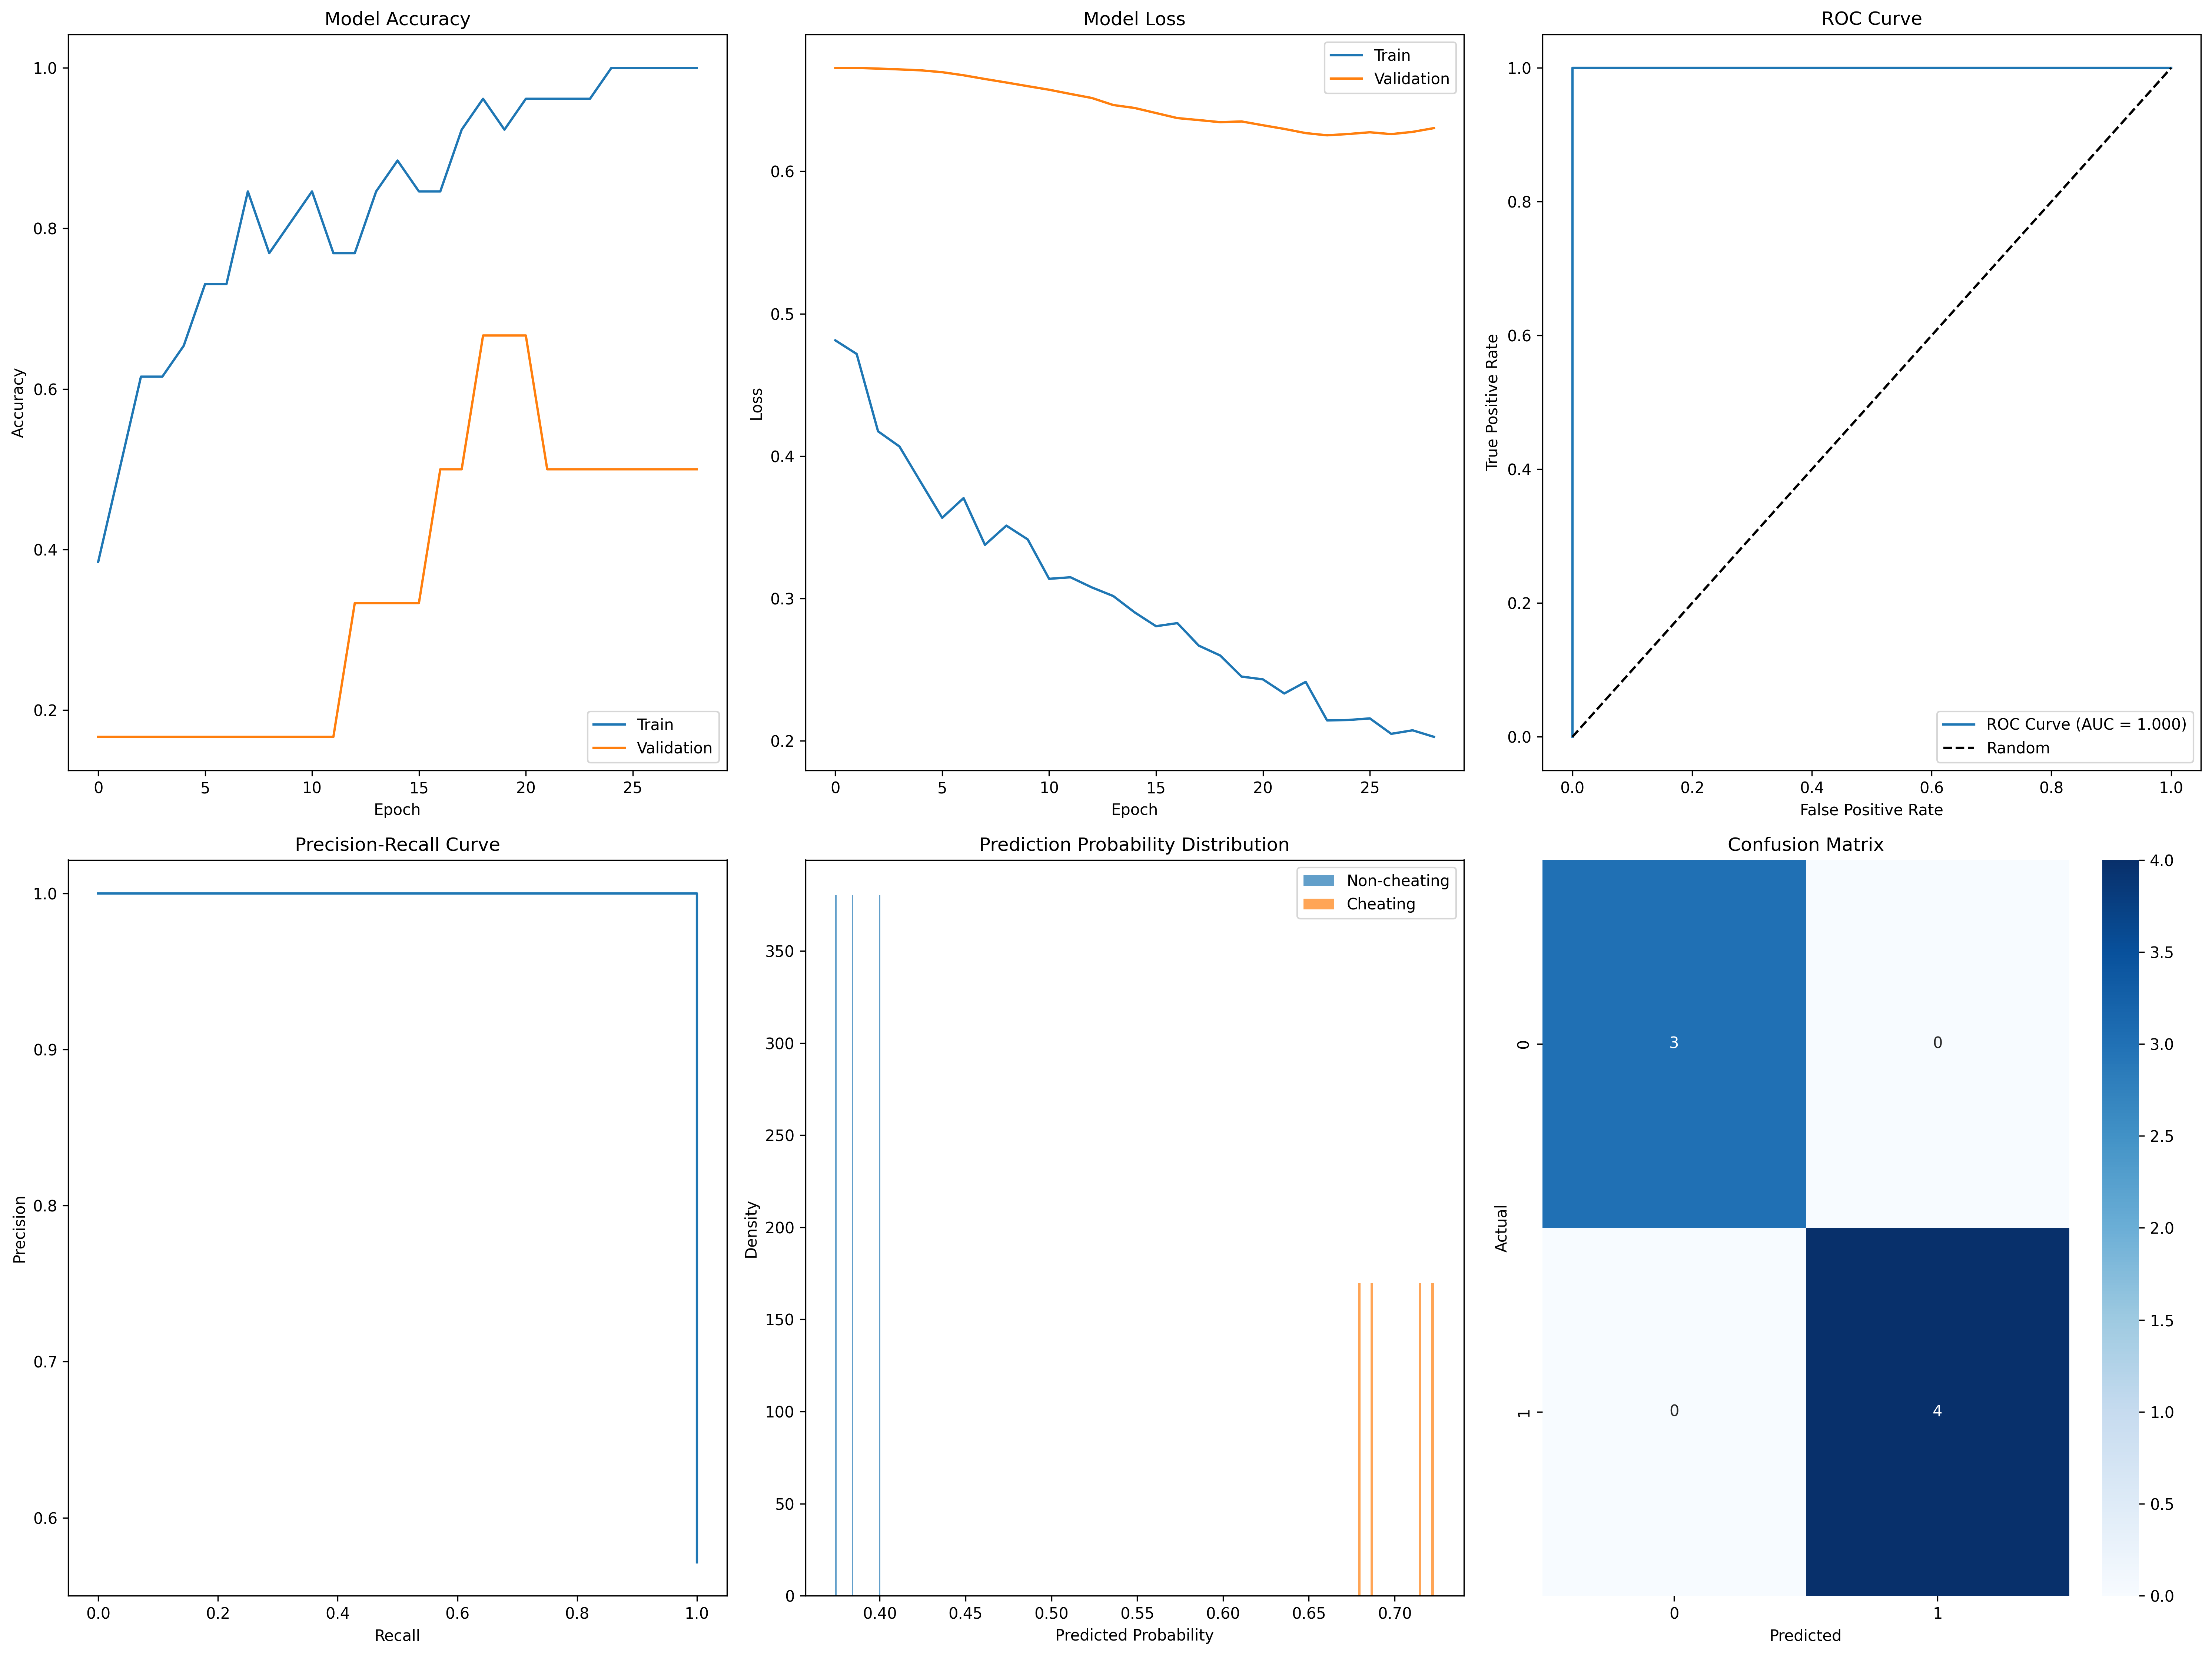 Model Accuracy
1.0
0.8
0.6
0.4
0.2
Accuracy
0 5 10 15 20 25
Epoch
Train
Validation
Model Loss
0.6
0.5
0.4
0.3
0.2
Loss
0 5 10 15 20 25
Epoch
Train
Validation
ROC Curve
1.0
0.8
0.6
0.4
0.2
0.0
True Positive Rate
0.0 0.2 0.4 0.6 0.8 1.0
False Positive Rate
ROC Curve (AUC = 1.000)
Random
Precision-Recall Curve
1.0
0.9
0.8
0.7
0.6
Precision
0.0 0.2 0.4 0.6 0.8 1.0
Recall
Prediction Probability Distribution
Non-cheating
Cheating
350
300
250
200
150
100
50
0
Density
0.40 0.45 0.50 0.55 0.60 0.65 0.70
Predicted Probability
Confusion Matrix
3 0
0 4
0
1
Actual
0 1
Predicted
4.0
3.5
3.0
2.5
2.0
1.5
1.0
0.5
0.0